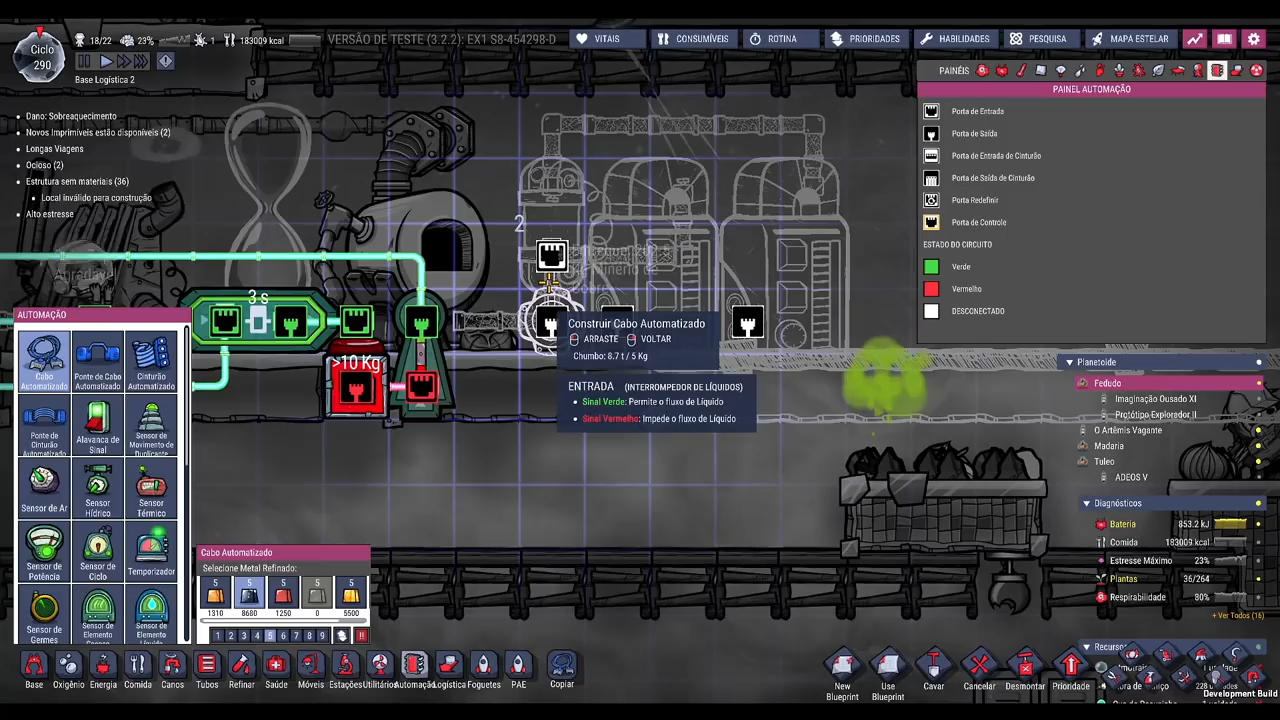 Ciclo
290
18/22
23%
1
183009 kcal
VERSÃO DE TESTE (3.2.2): EX1 S8-454298-D
VITAIS
CONSUMÍVEIS
ROTINA
PRIORIDADES
HABILIDADES
PESQUISA
MAPA ESTELAR
Base Logística 2
PAINÉIS
PAINEL AUTOMAÇÃO
Porta de Entrada
Porta de Saída
Porta de Entrada de Cinturão
Porta de Saída de Cinturão
Porta Redefinir
Porta de Controle
ESTADO DO CIRCUITO
Verde
Vermelho
DESCONECTADO
Dano: Sobreaquecimento
Novos Imprimíveis estão disponíveis (2)
Longas Viagens
Ocioso (2)
Estrutura sem materiais (36)
Local inválido para construção
Alto estresse
Agradável
2
3 s
>10 Kg
Construir Cabo Automatizado
ARRASTE VOLTAR
Chumbo: 8.7 t / 5 Kg
ENTRADA (INTERROMPEDOR DE LÍQUIDOS)
Sinal Verde: Permite o fluxo de Líquido
Sinal Vermelho: Impede o fluxo de Líquido
AUTOMAÇÃO
Cabo Automatizado
Ponte de Cabo Automatizado
Cinturão Automatizado
Ponte de Cinturão Automatizado
Alavanca de Sinal
Sensor de Movimento de Duplicante
Sensor de Ar
Sensor Hídrico
Sensor Térmico
Sensor de Potência
Sensor de Ciclo
Temporizador
Sensor de Germes
Sensor de Elemento
Sensor de Elemento
Cabo Automatizado
Selecione Metal Refinado:
5 5 5 5 5
1310 8680 1250 0 5500
1 2 3 4 5 6 7 8 9 !!
Planetoide
Fedudo
Imaginação Ousado XI
Protótipo Explorador II
O Artêmis Vagante
Madaria
Tuleo
ADEOS V
Diagnósticos
Bateria 853.2 kJ
Comida 183009 kcal
Estresse Máximo 23%
Plantas 36/264
Respirabilidade 80%
+ Ver Todos (16)
Base
Oxigênio
Energia
Comida
Canos
Tubos
Refinar
Saúde
Móveis
Estações
Utilitários
Automação
Logística
Foguetes
PAE
Copiar
New Blueprint
Use Blueprint
Cavar
Cancelar
Desmontar
Prioridade
Development Build